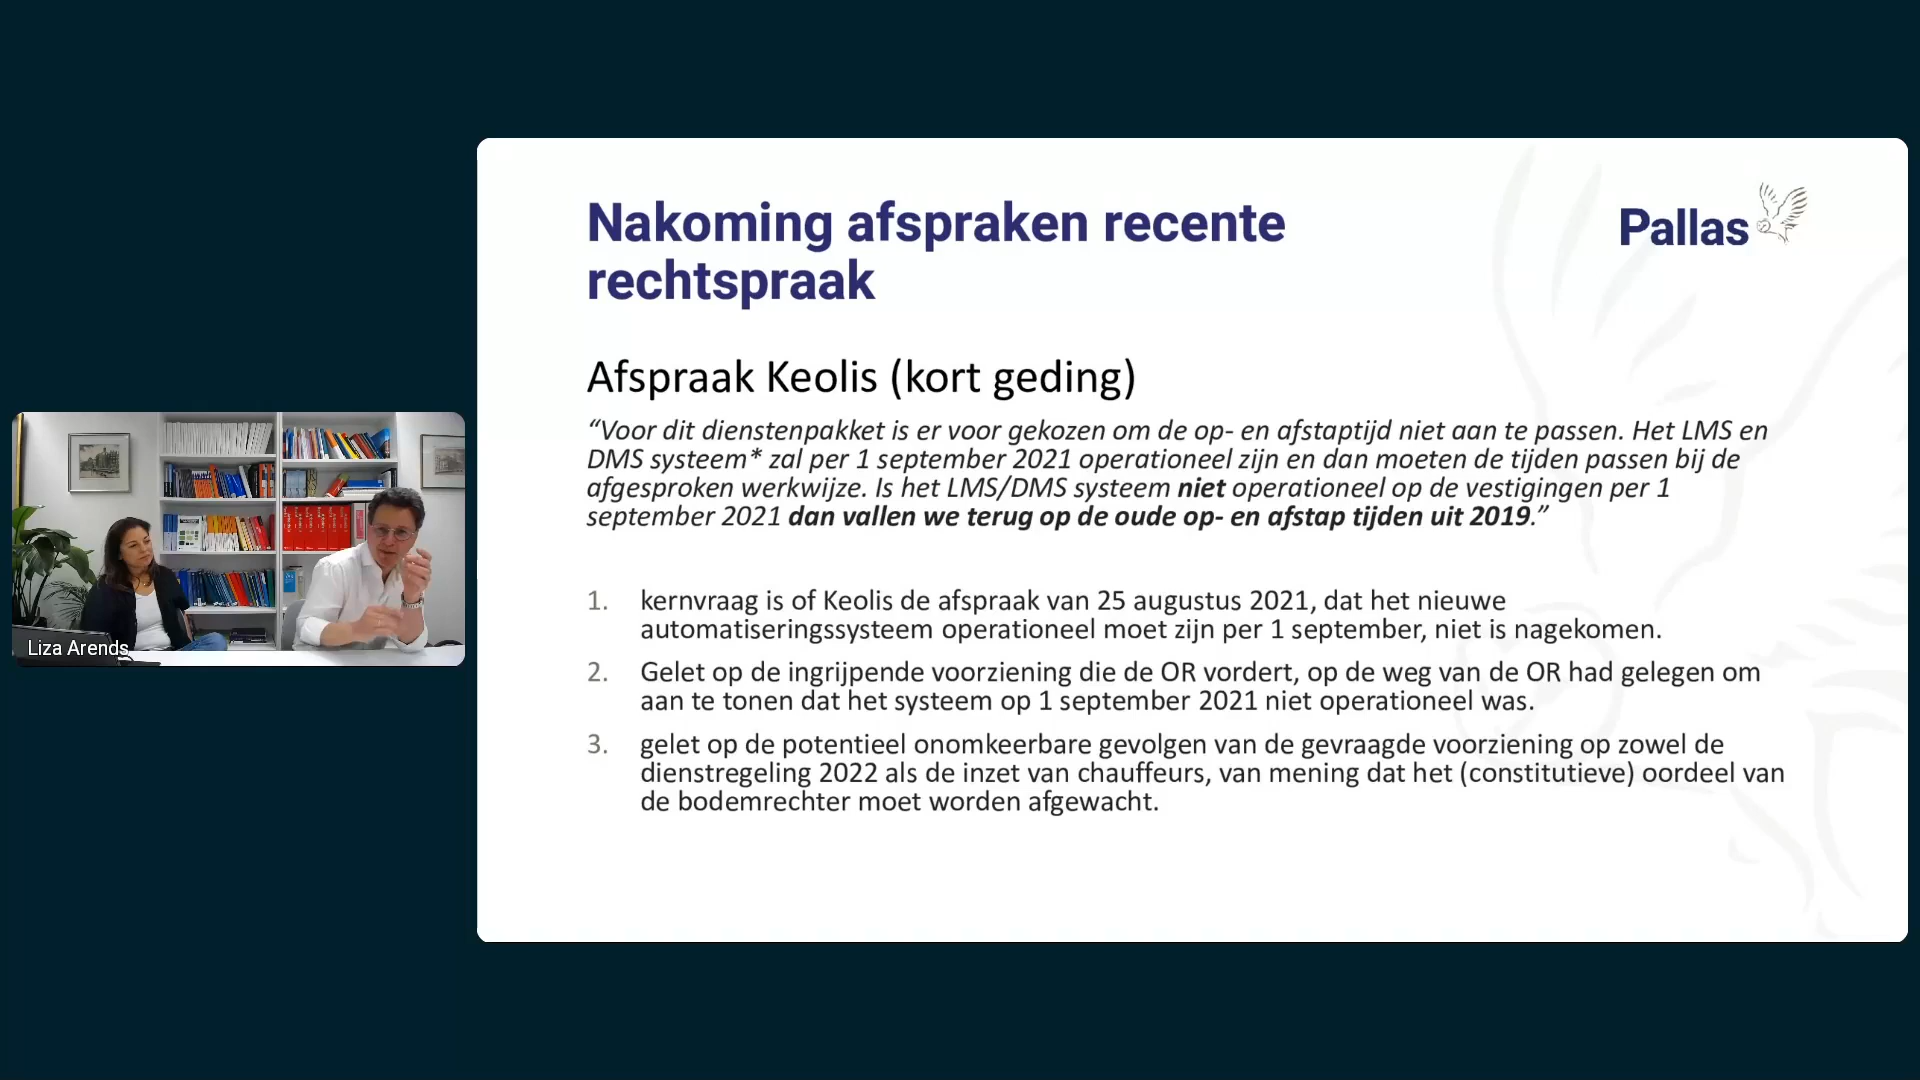 Nakoming afspraken recente
rechtspraak
Pallas
Afspraak Keolis (kort geding)
“Voor dit dienstenpakket is er voor gekozen om de op- en afstaptijd niet aan te passen. Het LMS en
DMS systeem* zal per 1 september 2021 operationeel zijn en dan moeten de tijden passen bij de
afgesproken werkwijze. Is het LMS/DMS systeem niet operationeel op de vestigingen per 1
september 2021 dan vallen we terug op de oude op- en afstap tijden uit 2019.”
1. kernvraag is of Keolis de afspraak van 25 augustus 2021, dat het nieuwe
automatiseringssysteem operationeel moet zijn per 1 september, niet is nagekomen.
2. Gelet op de ingrijpende voorziening die de OR vordert, op de weg van de OR had gelegen om
aan te tonen dat het systeem op 1 september 2021 niet operationeel was.
3. gelet op de potentieel onomkeerbare gevolgen van de gevraagde voorziening op zowel de
dienstregeling 2022 als de inzet van chauffeurs, van mening dat het (constitutieve) oordeel van
de bodemrechter moet worden afgewacht.
Liza Arends